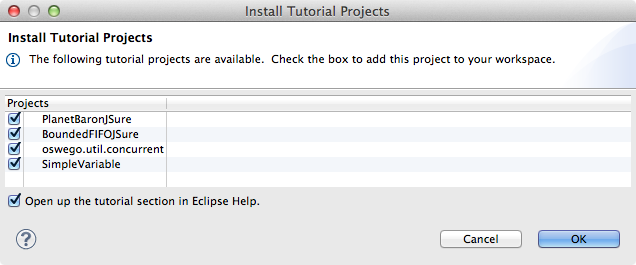 Install Tutorial Projects
Install Tutorial Projects
The following tutorial projects are available. Check the box to add this project to your workspace.
Projects
PlanetBaronJSure
BoundedFIFOJSure
oswego.util.concurrent
SimpleVariable
Open up the tutorial section in Eclipse Help.
? Cancel OK